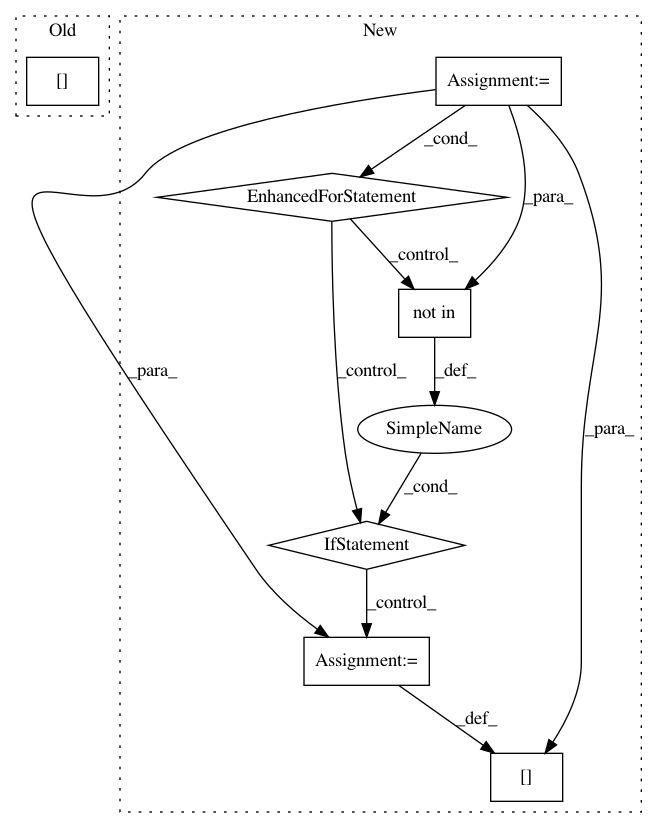 Old
New
[]
Assignment:=
_cond_
EnhancedForStatement
_para_
_control_
not in
_para_
_control_
_def_
_para_
SimpleName
_cond_
IfStatement
_control_
Assignment:=
_def_
[]